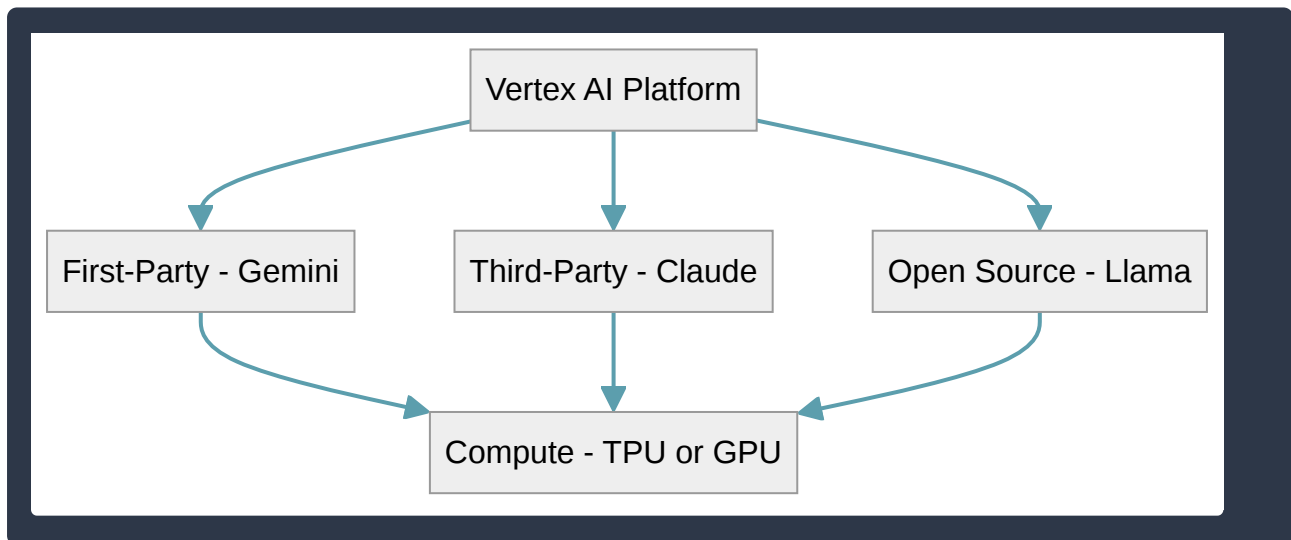 Vertex AI Platform
First-Party - Gemini
Third-Party - Claude
Open Source - Llama
Compute - TPU or GPU